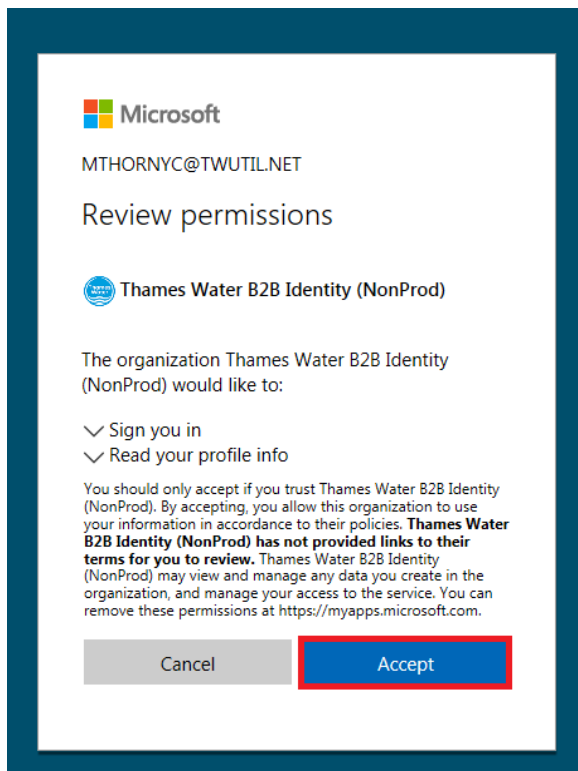 Microsoft
MTHORNYC@TWUTIL.NET
Review permissions
Thames Water
Thames Water B2B Identity (NonProd)
The organization Thames Water B2B Identity
(NonProd) would like to:
Sign you in
Read your profile info
You should only accept if you trust Thames Water B2B Identity
(NonProd). By accepting, you allow this organization to use
your information in accordance to their policies. Thames Water
B2B Identity (NonProd) has not provided links to their
terms for you to review. Thames Water B2B Identity
(NonProd) may view and manage any data you create in the
organization, and manage your access to the service. You can
remove these permissions at https://myapps.microsoft.com.
Cancel
Accept